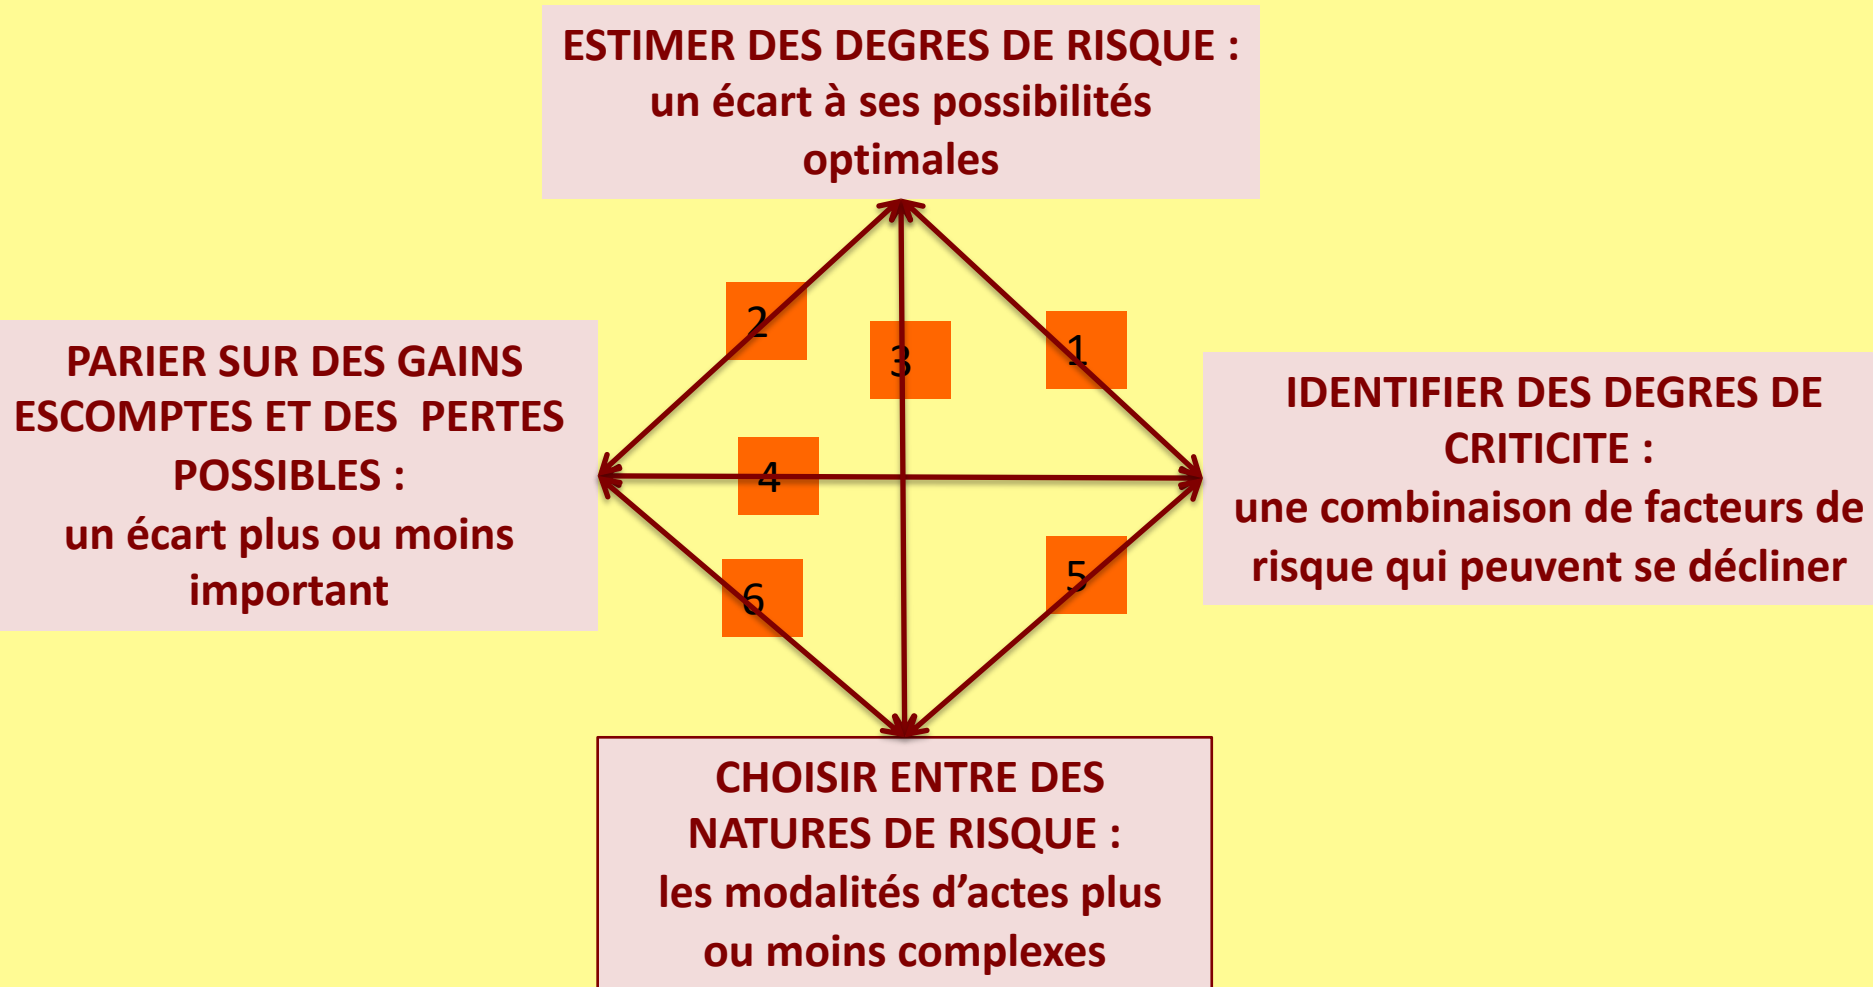 ESTIMER DES DEGRES DE RISQUE :
un écart à ses possibilités
optimales
2
3
1
PARIER SUR DES GAINS
ESCOMPTES ET DES PERTES
POSSIBLES :
un écart plus ou moins
important
IDENTIFIER DES DEGRES DE
CRITICITE :
une combinaison de facteurs de
risque qui peuvent se décliner
4
6
5
CHOISIR ENTRE DES
NATURES DE RISQUE :
les modalités d’actes plus
ou moins complexes